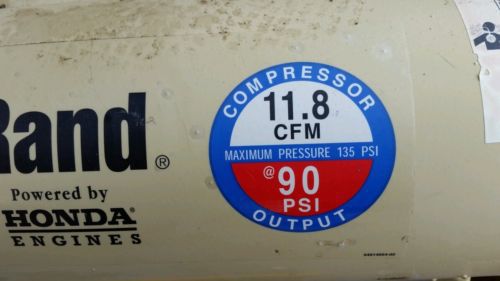 Rand®
Powered by
HONDA
ENGINES
COMPRESSOR
11.8
CFM
MAXIMUM PRESSURE 135 PSI
@ 90
PSI
OUTPUT